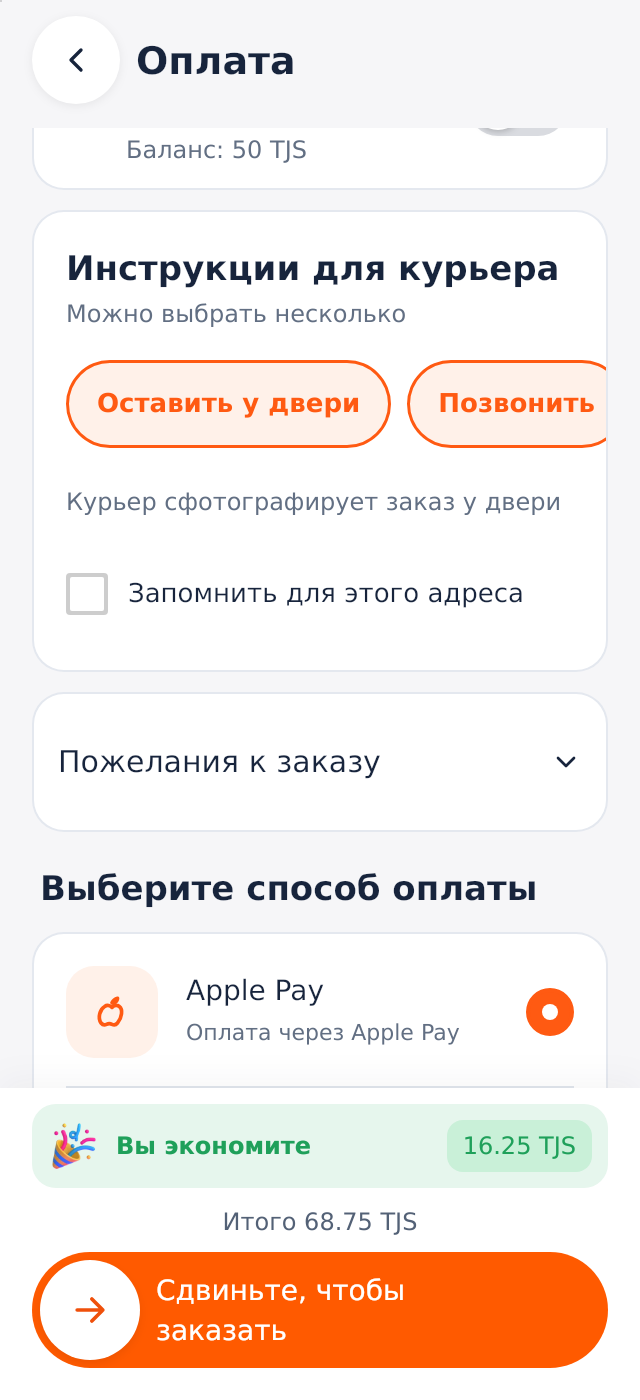 Оплата
Баланс: 50 TJS
Инструкции для курьера
Можно выбрать несколько
Оставить у двери
Позвонить
Курьер сфотографирует заказ у двери
Запомнить для этого адреса
Пожелания к заказу
Выберите способ оплаты
Apple Pay
Оплата через Apple Pay
Вы экономите
16.25 TJS
Итого 68.75 TJS
Сдвиньте, чтобы
заказать